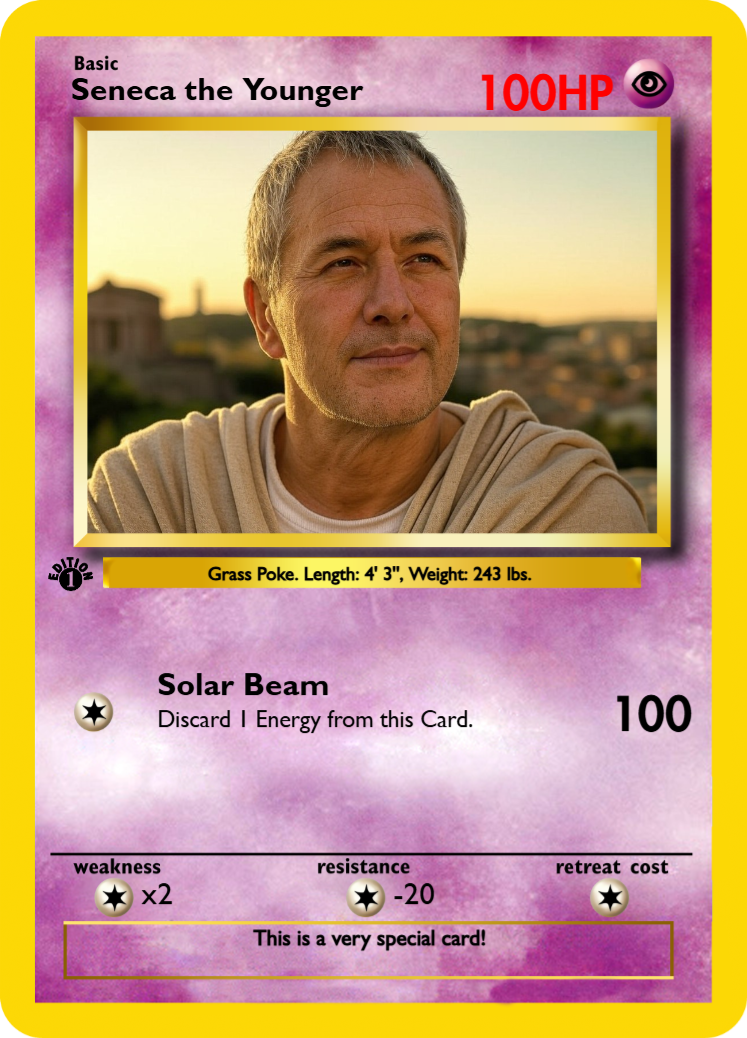 Basic
Seneca the Younger 100HP
EDITION 1
Grass Poke. Length: 4' 3", Weight: 243 lbs.
Solar Beam
Discard 1 Energy from this Card. 100
weakness resistance retreat cost
x2 -20
This is a very special card!